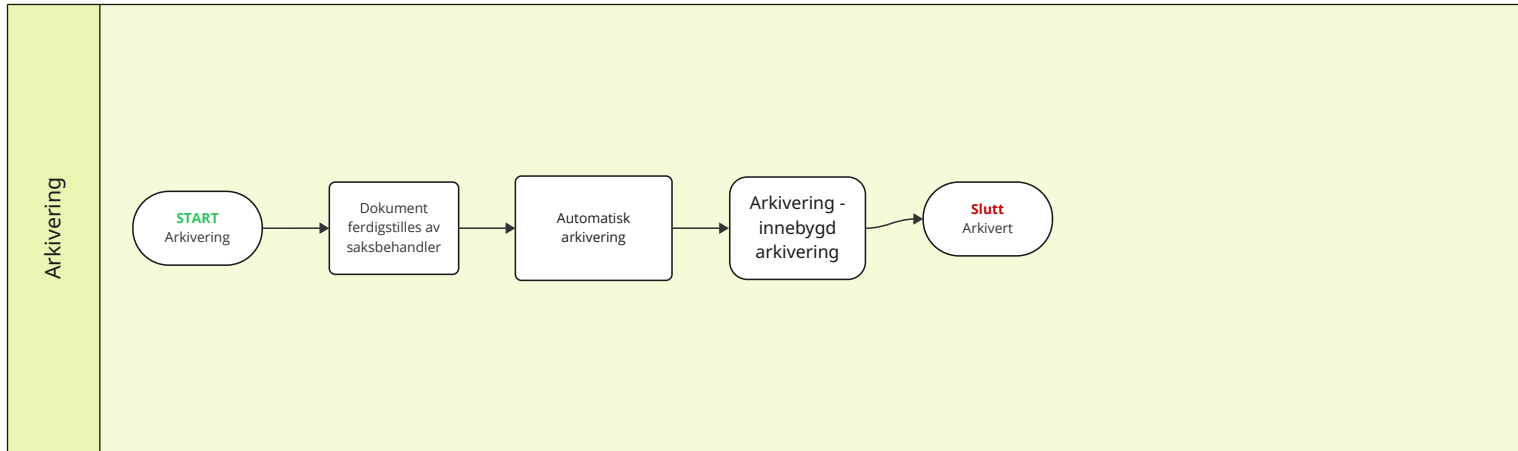 Arkivering
START
Arkivering
Dokument
ferdigstilles av
saksbehandler
Automatisk
arkivering
Arkivering -
innebygd
arkivering
Slutt
Arkivert